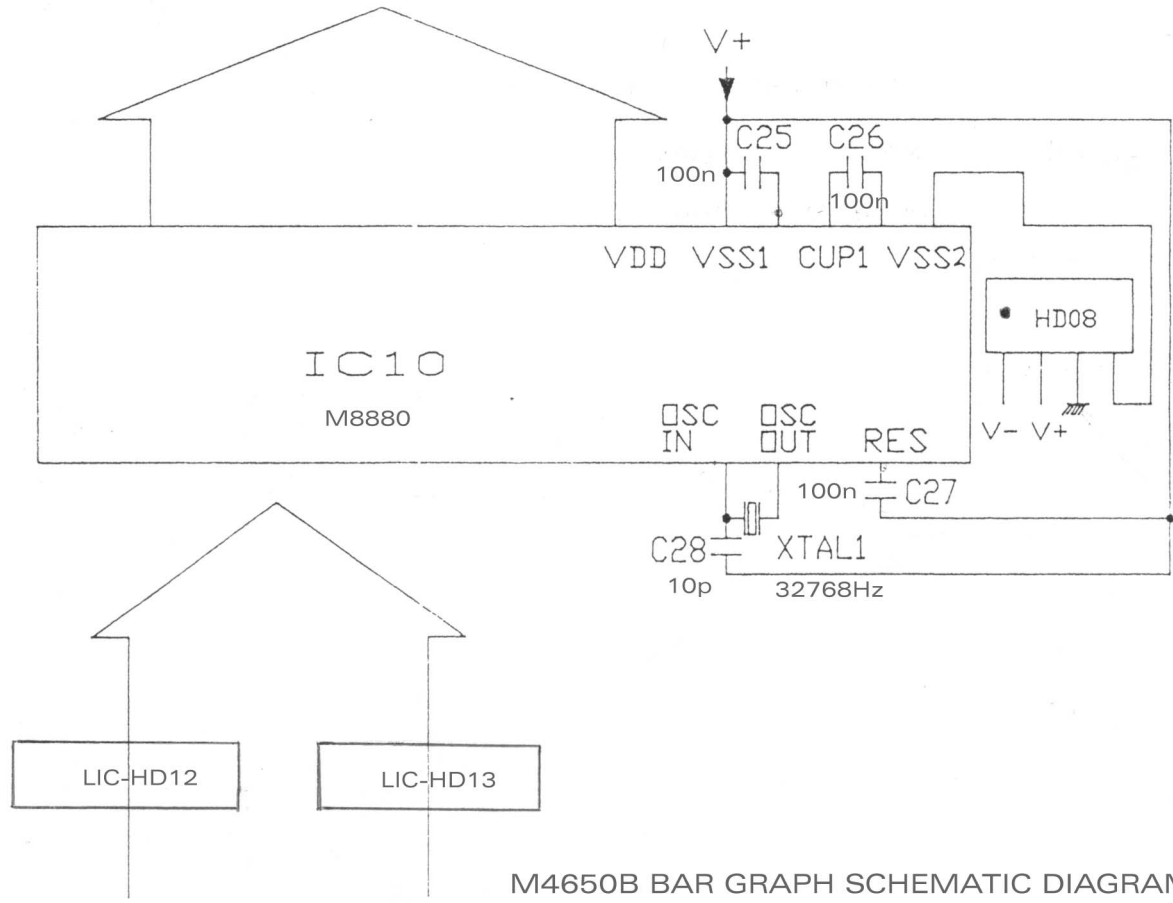 V+
C25 C26
100n
100n
VDD VSS1 CUP1 VSS2
HD08
IC10
M8880
V- V+
OSC IN
OSC OUT
RES
100n C27
C28 XTAL1
10p 32768Hz
LIC-HD12 LIC-HD13
M4650B BAR GRAPH SCHEMATIC DIAGRAM